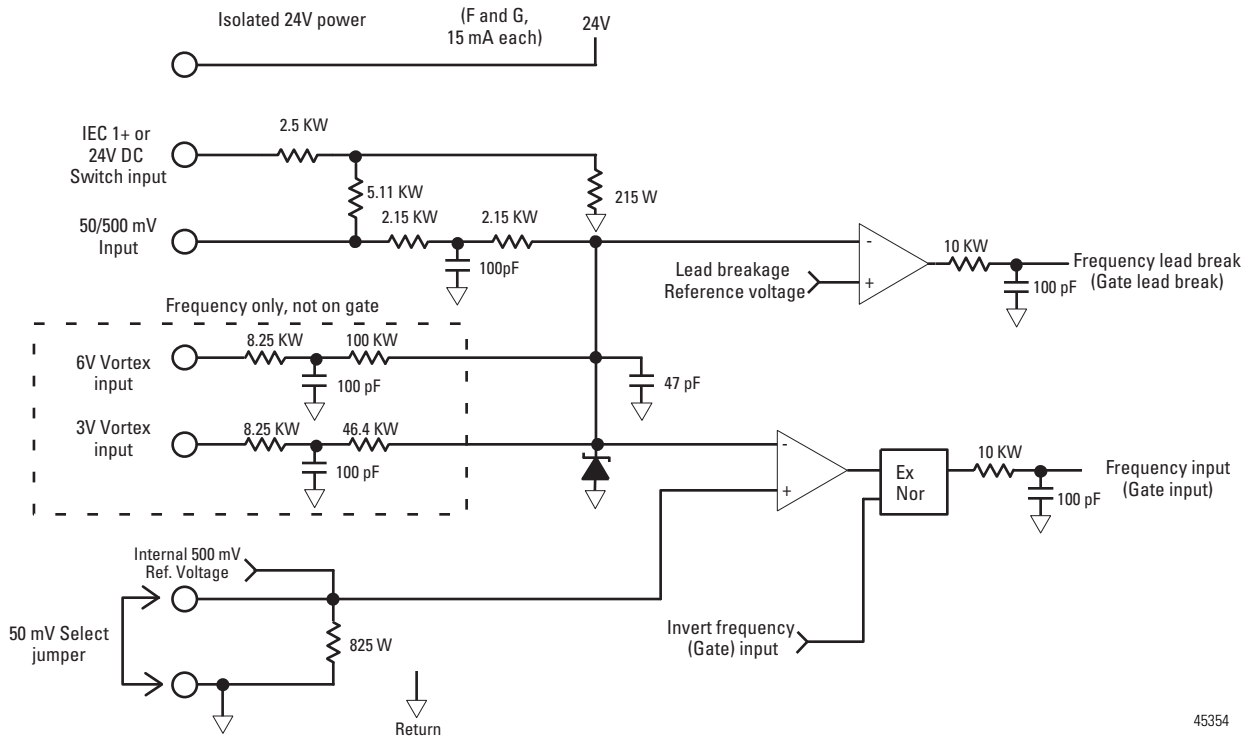 Isolated 24V power
(F and G,
15 mA each)
24V
IEC 1+ or
24V DC
Switch input
2.5 KW
5.11 KW
215 W
50/500 mV
Input
2.15 KW
2.15 KW
100pF
Lead breakage
Reference voltage
-
+
10 KW
100 pF
Frequency lead break
(Gate lead break)
Frequency only, not on gate
6V Vortex
input
8.25 KW
100 KW
100 pF
47 pF
3V Vortex
input
8.25 KW
46.4 KW
100 pF
-
+
Ex
Nor
10 KW
100 pF
Frequency input
(Gate input)
Internal 500 mV
Ref. Voltage
50 mV Select
jumper
825 W
Invert frequency
(Gate) input
Return
45354